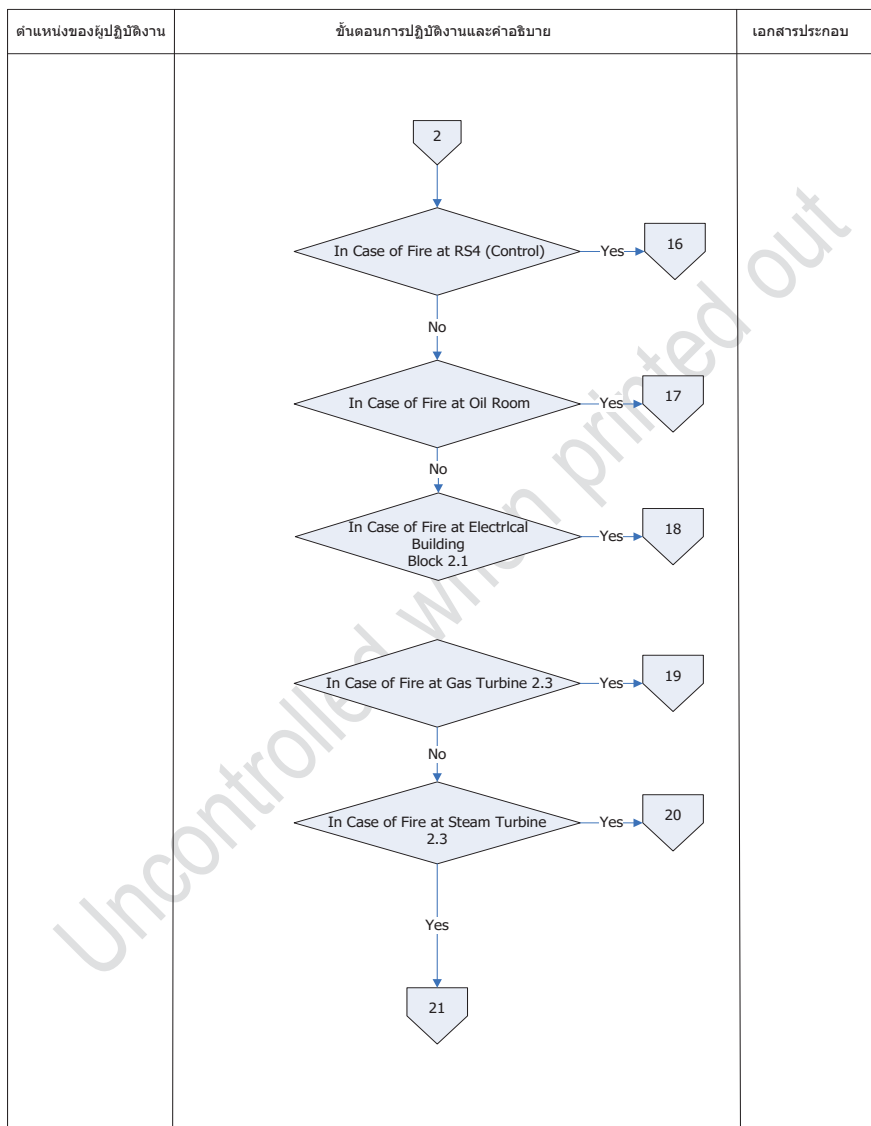 ตำแหน่งของผู้ปฏิบัติงาน
ขั้นตอนการปฏิบัติงานและคำอธิบาย
เอกสารประกอบ
2
In Case of Fire at RS4 (Control)
Yes
16
No
In Case of Fire at Oil Room
Yes
17
No
In Case of Fire at Electrlcal
Building
Block 2.1
Yes
18
In Case of Fire at Gas Turbine 2.3
Yes
19
No
In Case of Fire at Steam Turbine
2.3
Yes
20
Yes
21
Uncontrolled when printed out